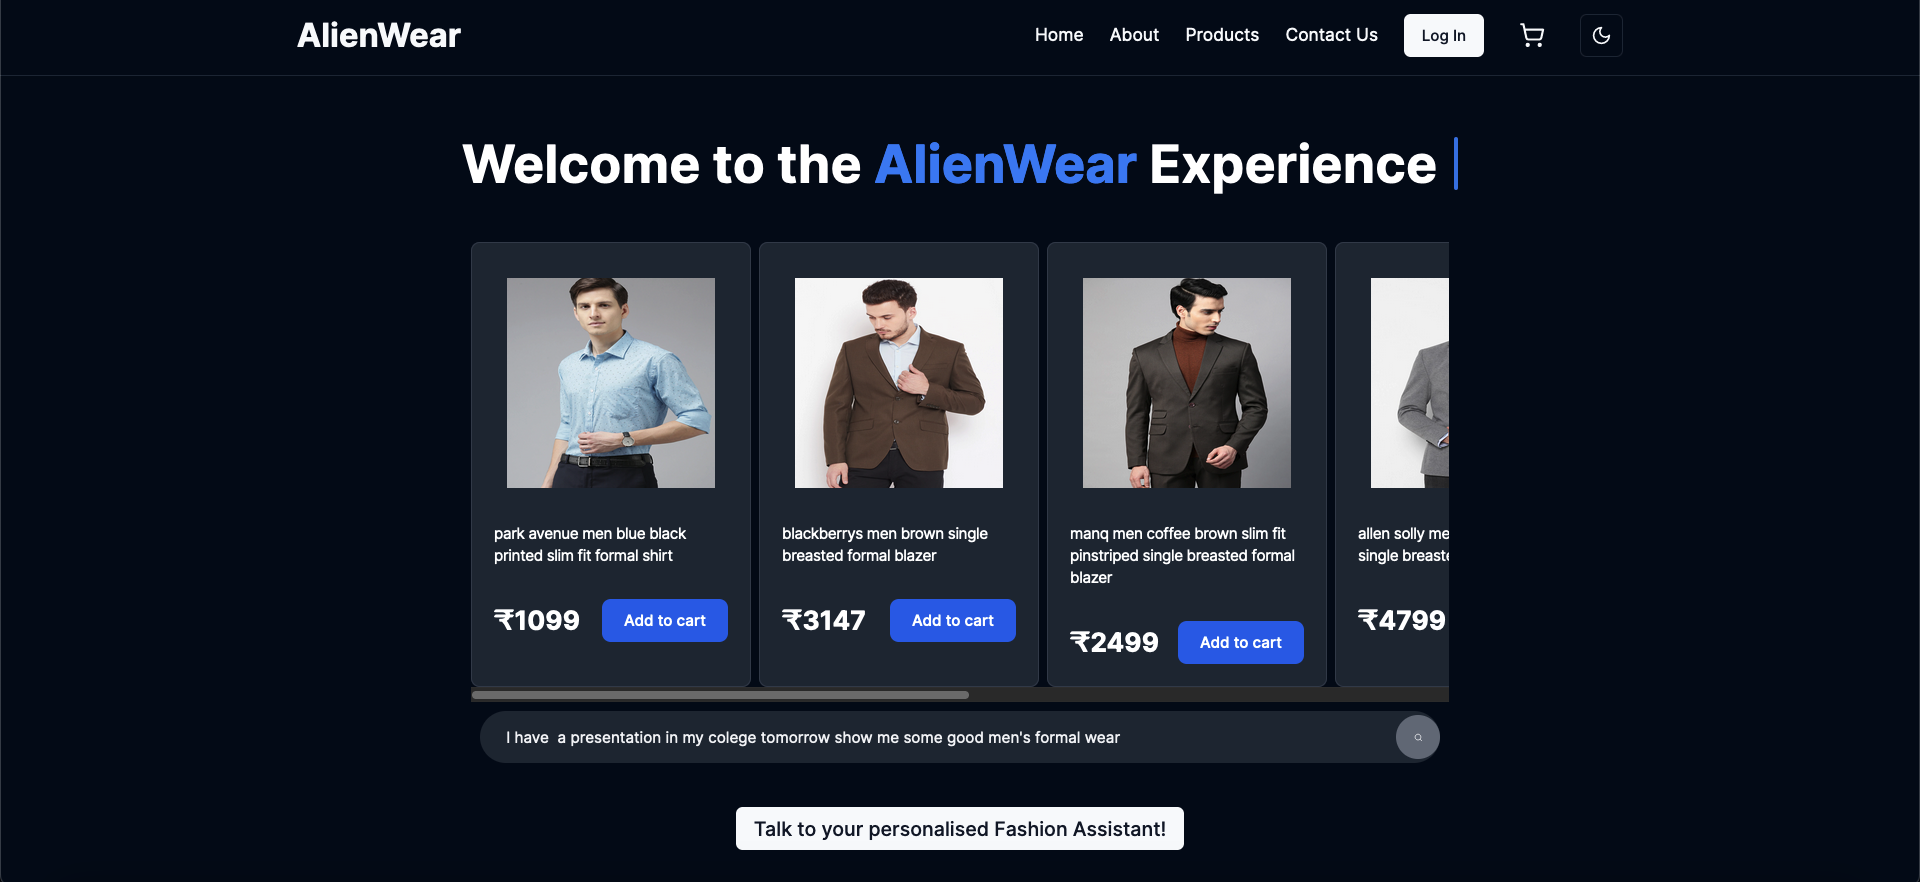 AlienWear
Home
About
Products
Contact Us
Log In
Welcome to the AlienWear Experience
park avenue men blue black
printed slim fit formal shirt
₹1099
Add to cart
blackberrys men brown single
breasted formal blazer
₹3147
Add to cart
manq men coffee brown slim fit
pinstriped single breasted formal
blazer
₹2499
Add to cart
allen solly me
single breaste
₹4799
I have  a presentation in my colege tomorrow show me some good men's formal wear
Talk to your personalised Fashion Assistant!